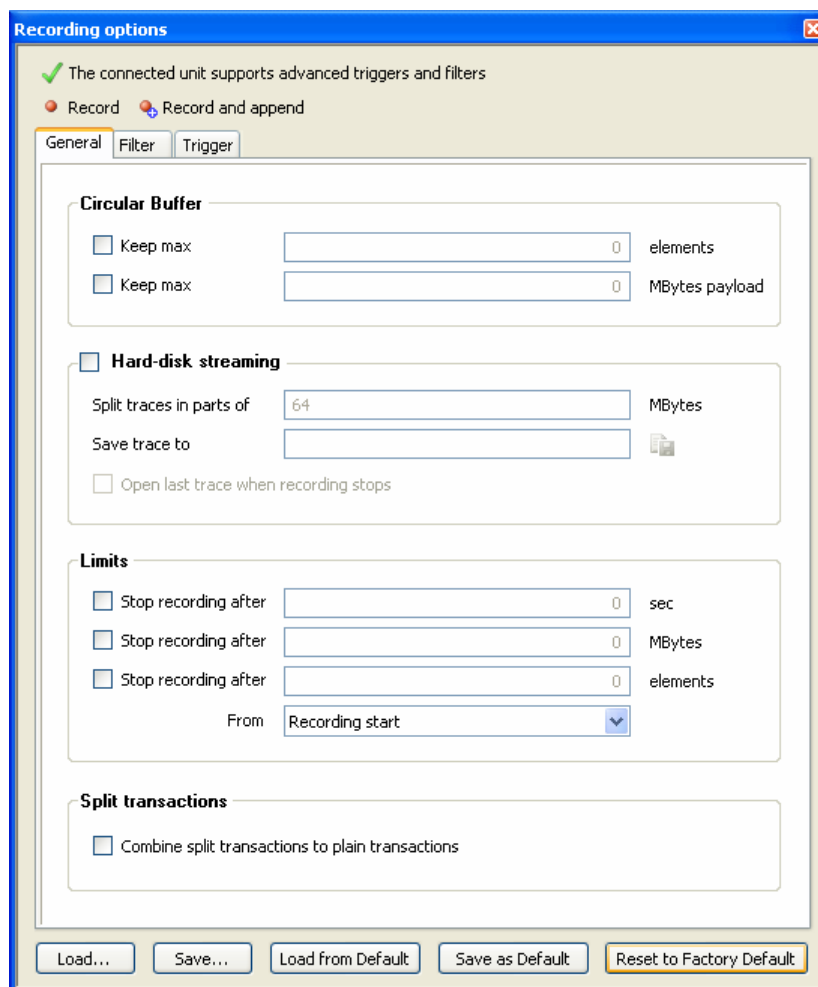 Recording options
The connected unit supports advanced triggers and filters
Record Record and append
General Filter Trigger
Circular Buffer
Keep max 0 elements
Keep max 0 MBytes payload
Hard-disk streaming
Split traces in parts of 64 MBytes
Save trace to
Open last trace when recording stops
Limits
Stop recording after 0 sec
Stop recording after 0 MBytes
Stop recording after 0 elements
From Recording start
Split transactions
Combine split transactions to plain transactions
Load... Save... Load from Default Save as Default Reset to Factory Default